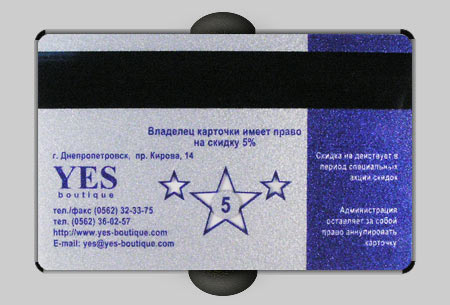 Владелец карточки имеет право
на скидку 5%
г. Днепропетровск, пр. Кирова, 14
YES
boutique
5
тел./факс (0562) 32-33-75
тел. (0562) 36-02-57
http://www.yes-boutique.com
E-mail: yes@yes-boutique.com
Скидка не действует в
период специальных
акций скидок
Администрация
оставляет за собой
право аннулировать
карточку